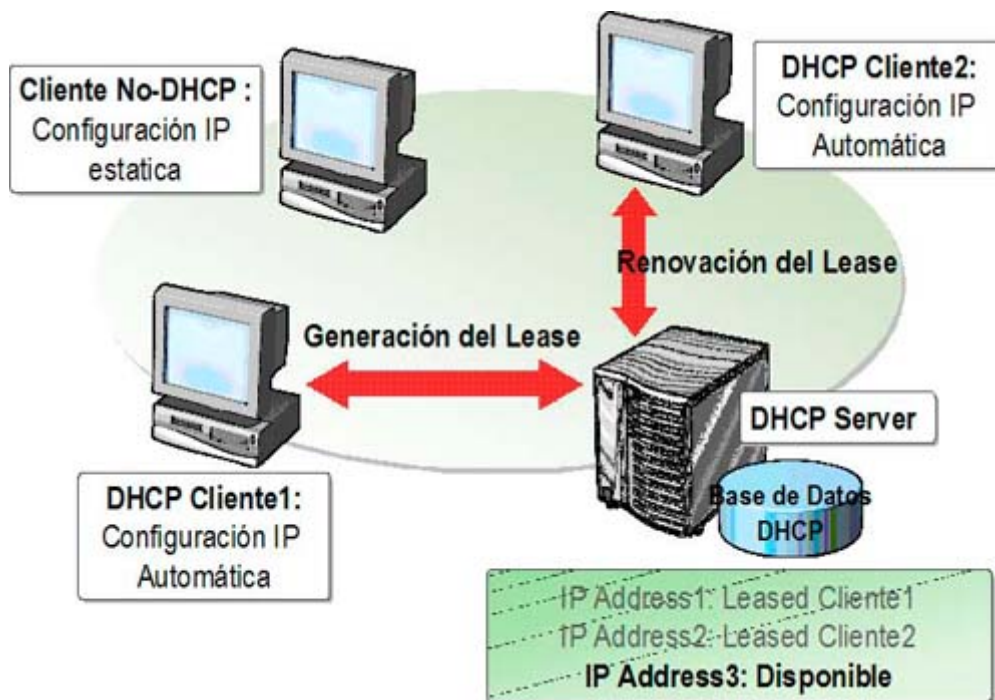 Cliente No-DHCP :
Configuración IP
estatica
DHCP Cliente2:
Configuración IP
Automática
Renovación del Lease
Generación del Lease
DHCP Server
DHCP Cliente1:
Configuración IP
Automática
Base de Datos
DHCP
IP Address1: Leased Cliente1
IP Address2: Leased Cliente2
IP Address3: Disponible